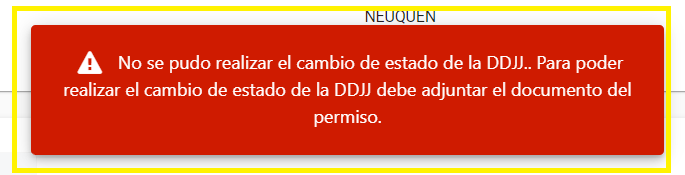 NEUQUEN
No se pudo realizar el cambio de estado de la DDJJ.. Para poder
realizar el cambio de estado de la DDJJ debe adjuntar el documento del
permiso.